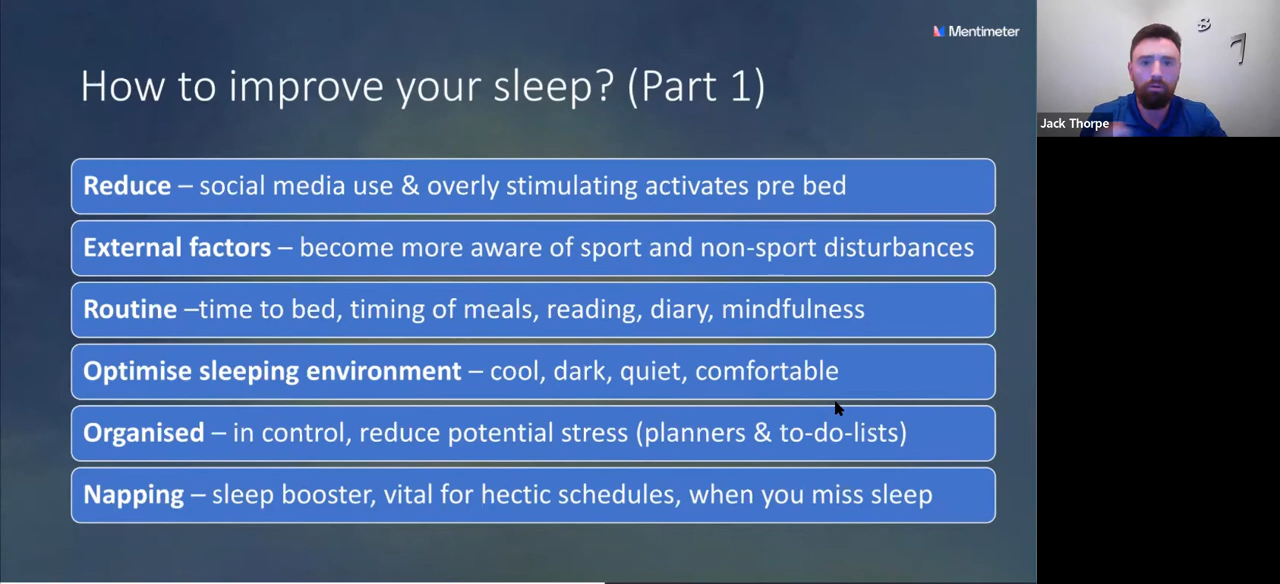 Mentimeter
How to improve your sleep? (Part 1)
Jack Thorpe
Reduce – social media use & overly stimulating activates pre bed
External factors – become more aware of sport and non-sport disturbances
Routine –time to bed, timing of meals, reading, diary, mindfulness
Optimise sleeping environment – cool, dark, quiet, comfortable
Organised – in control, reduce potential stress (planners & to-do-lists)
Napping – sleep booster, vital for hectic schedules, when you miss sleep